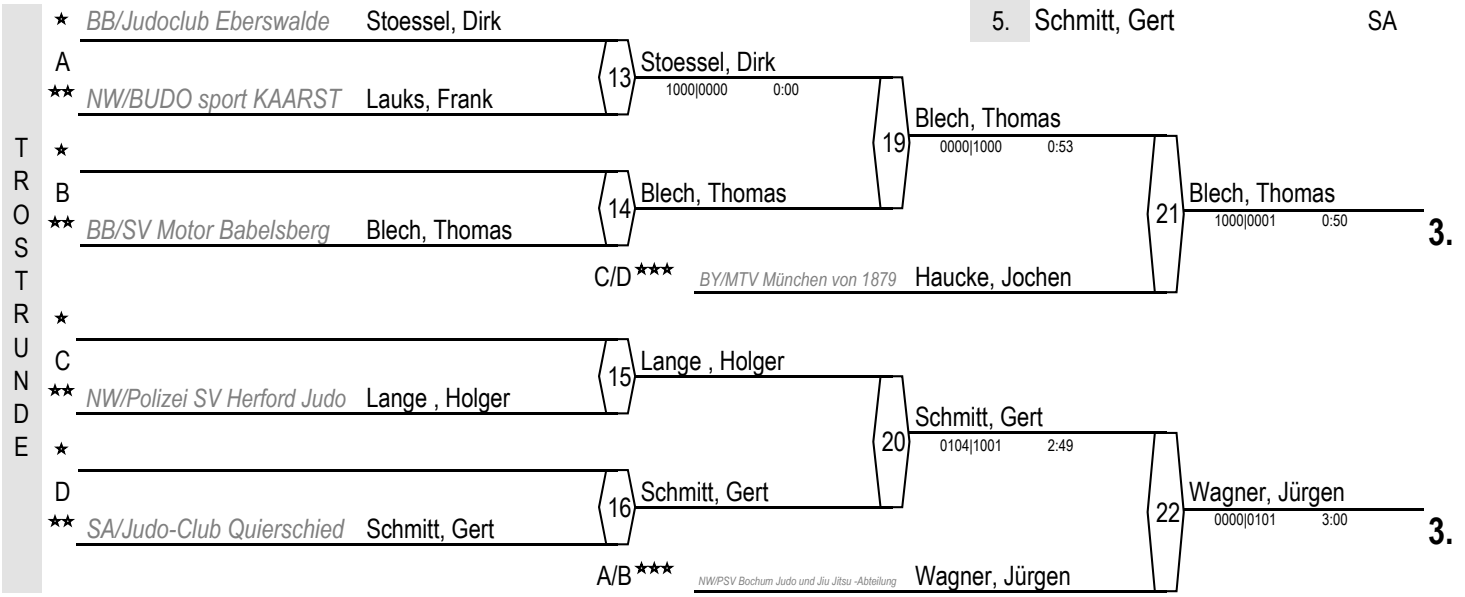 TROSTRUNDE
BB/Judoclub Eberswalde Stoessel, Dirk
5. Schmitt, Gert SA
A
13 Stoessel, Dirk
1000|0000 0:00
NW/BUDO sport KAARST Lauks, Frank
19 Blech, Thomas
0000|1000 0:53
B
14 Blech, Thomas
BB/SV Motor Babelsberg Blech, Thomas
21 Blech, Thomas
1000|0001 0:50
3.
C/D BY/MTV München von 1879 Haucke, Jochen
C
15 Lange , Holger
NW/Polizei SV Herford Judo Lange , Holger
20 Schmitt, Gert
0104|1001 2:49
D
16 Schmitt, Gert
SA/Judo-Club Quierschied Schmitt, Gert
22 Wagner, Jürgen
0000|0101 3:00
3.
A/B NW/PSV Bochum Judo und Jiu Jitsu -Abteilung Wagner, Jürgen